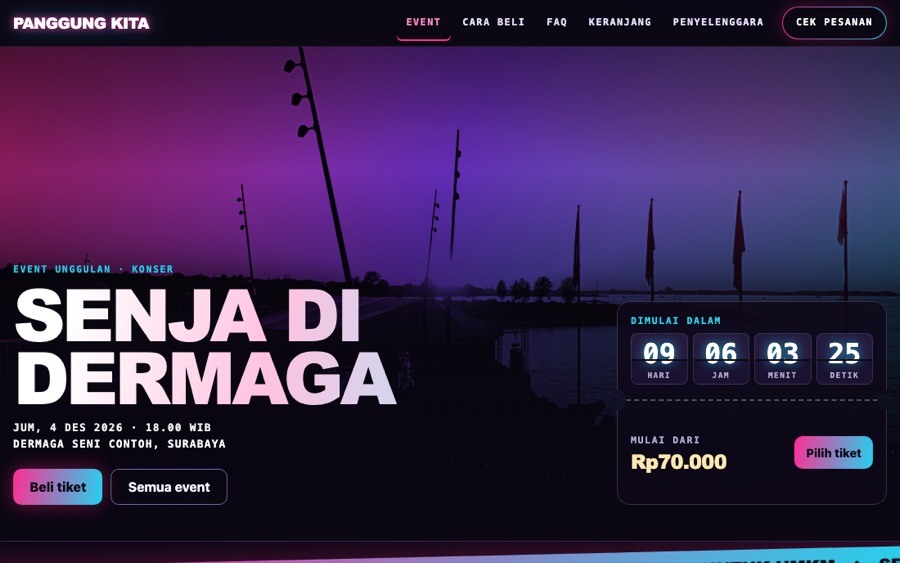 PANGGUNG KITA
EVENT
CARA BELI
FAQ
KERANJANG
PENYELENGGARA
CEK PESANAN
EVENT UNGGULAN · KONSER
SENJA DI
DERMAGA
JUM, 4 DES 2026 · 18.00 WIB
DERMAGA SENI CONTOH, SURABAYA
Beli tiket
Semua event
DIMULAI DALAM
09 06 03 25
HARI JAM MENIT DETIK
MULAI DARI
Rp70.000
Pilih tiket